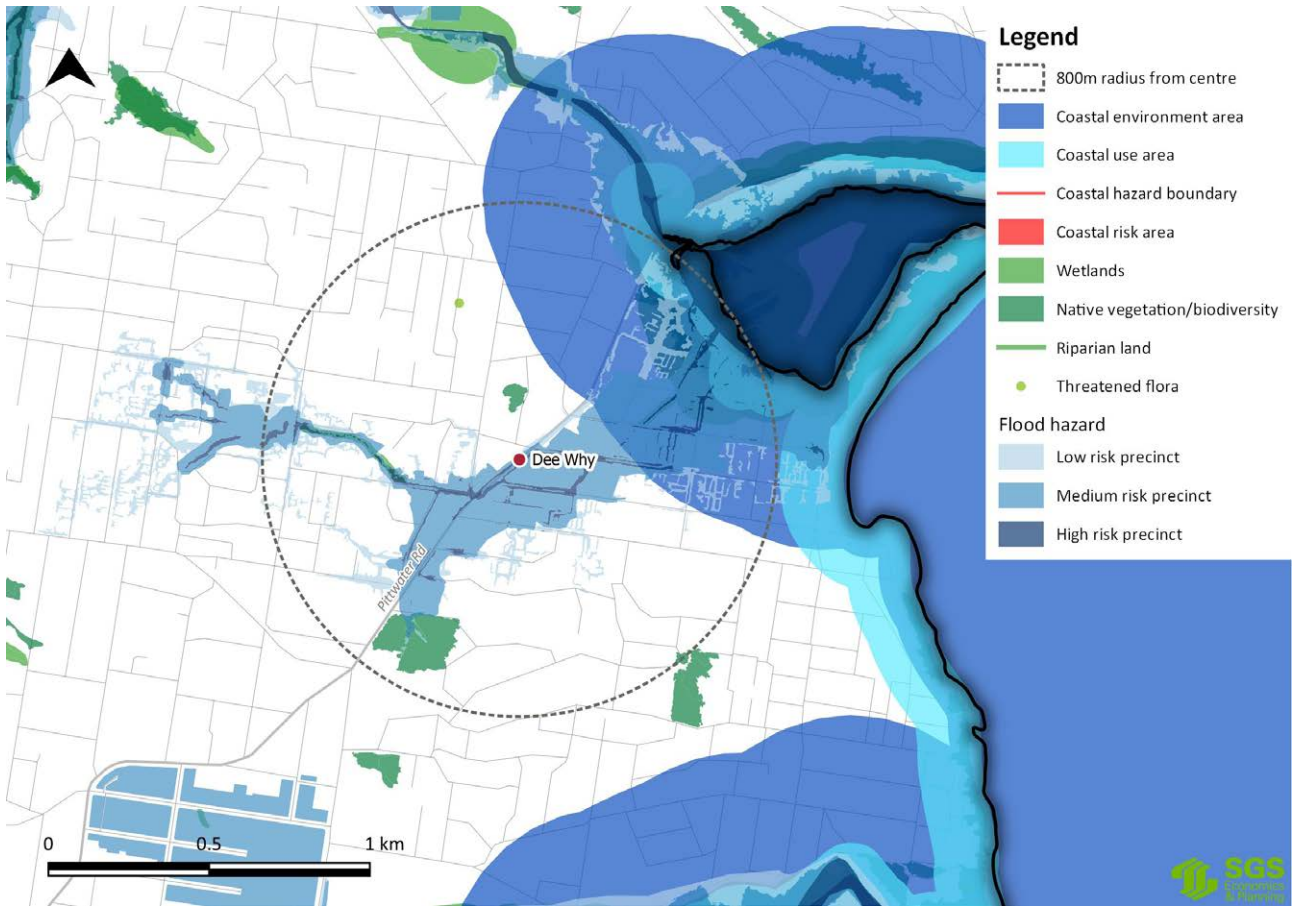 Legend
800m radius from centre
Coastal environment area
Coastal use area
Coastal hazard boundary
Coastal risk area
Wetlands
Native vegetation/biodiversity
Riparian land
Threatened flora
Flood hazard
Low risk precinct
Medium risk precinct
High risk precinct
Dee Why
Pittwater Rd
0 0.5 1 km
SGS
Economics
& Planning